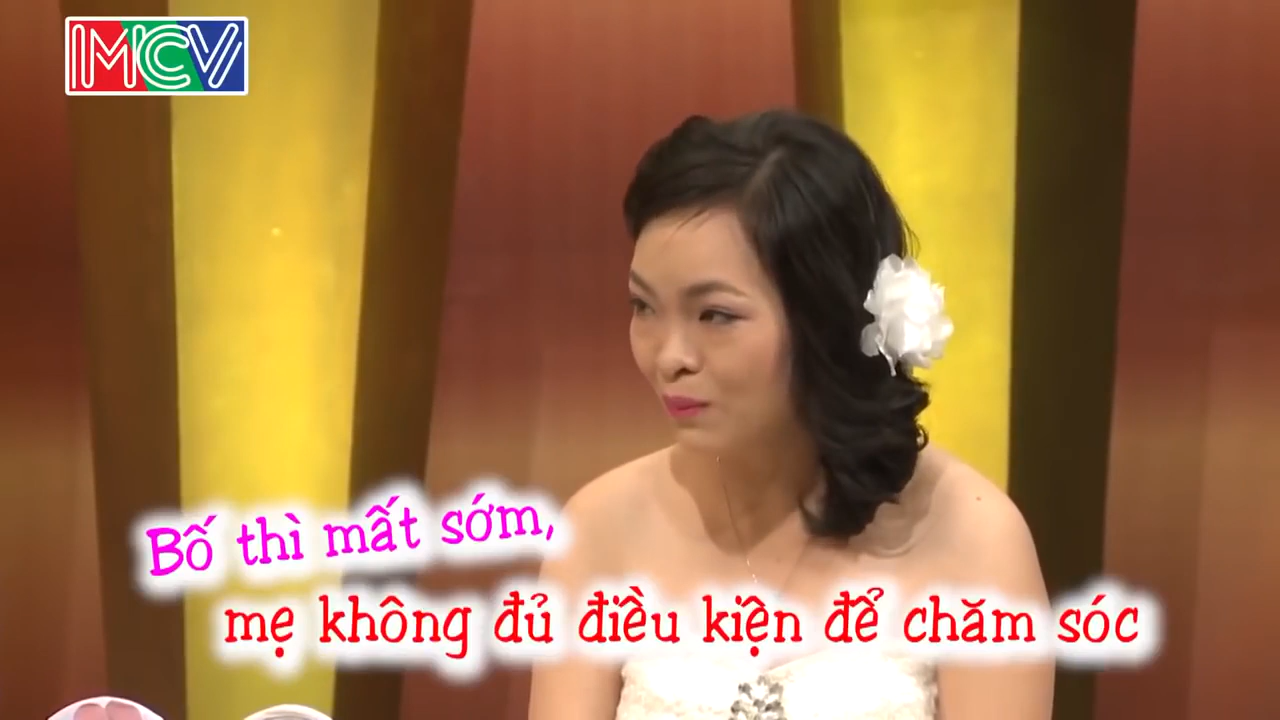 MCV
Bố thì mất sớm,
mẹ không đủ điều kiện để chăm sóc